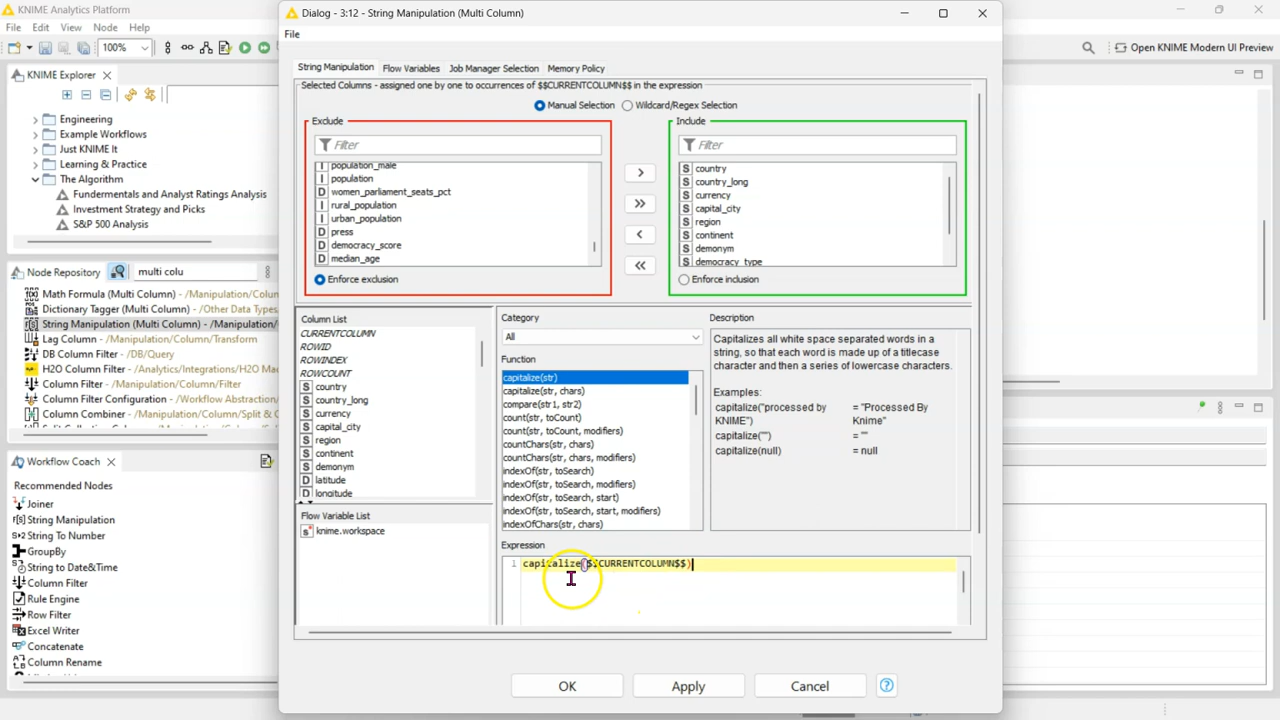 KNIME Analytics Platform
File Edit View Node Help
100%
Open KNIME Modern UI Preview
KNIME Explorer
Engineering
Example Workflows
Just KNIME It
Learning & Practice
The Algorithm
Fundementals and Analyst Ratings Analysis
Investment Strategy and Picks
S&P 500 Analysis
Node Repository
multi colu
Math Formula (Multi Column) - /Manipulation/Colun
Dictionary Tagger (Multi Column) - /Other Data Types
String Manipulation (Multi Column) - /Manipulation/
Lag Column - /Manipulation/Column/Transform
DB Column Filter - /DB/Query
H2O Column Filter - /Analytics/Integrations/H2O Ma
Column Filter - /Manipulation/Column/Filter
Column Filter Configuration - /Workflow Abstraction/
Column Combiner - /Manipulation/Column/Split & C
Workflow Coach
Recommended Nodes
Joiner
String Manipulation
String To Number
GroupBy
String to Date&Time
Column Filter
Rule Engine
Row Filter
Excel Writer
Concatenate
Column Rename
Dialog - 3:12 - String Manipulation (Multi Column)
File
String Manipulation Flow Variables Job Manager Selection Memory Policy
Selected Columns - assigned one by one to occurrences of $$CURRENTCOLUMN$$ in the expression
Manual Selection Wildcard/Regex Selection
Exclude
Filter
I population_male
I population
D women_parliament_seats_pct
I rural_population
I urban_population
D press
D democracy_score
D median_age
Enforce exclusion
Include
Filter
S country
S country_long
S currency
S capital_city
S region
S continent
S demonym
S democracy_type
Enforce inclusion
Column List
CURRENTCOLUMN
ROWID
ROWINDEX
ROWCOUNT
S country
S country_long
S currency
S capital_city
S region
S continent
S demonym
D latitude
D longitude
Flow Variable List
s knime.workspace
Category
All
Function
capitalize(str)
capitalize(str, chars)
compare(str1, str2)
count(str, toCount)
count(str, toCount, modifiers)
countChars(str, chars)
countChars(str, chars, modifiers)
indexOf(str, toSearch)
indexOf(str, toSearch, modifiers)
indexOf(str, toSearch, start)
indexOf(str, toSearch, start, modifiers)
indexOfChars(str, chars)
Description
Capitalizes all white space separated words in a
string, so that each word is made up of a titlecase
character and then a series of lowercase characters.
Examples:
capitalize("processed by = "Processed By
KNIME") Knime"
capitalize("") = ""
capitalize(null) = null
Expression
1 capitalize($$CURRENTCOLUMN$$)
OK Apply Cancel ?